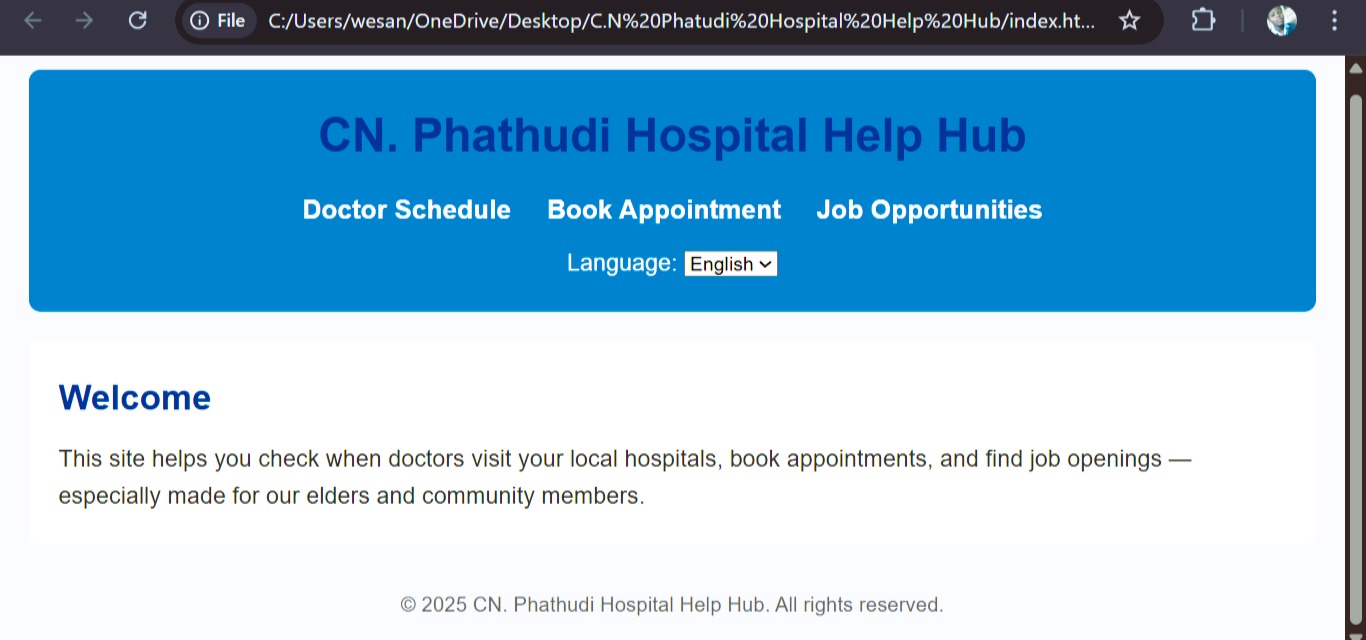 File C:/Users/wesan/OneDrive/Desktop/C.N%20Phatudi%20Hospital%20Help%20Hub/index.ht...
CN. Phathudi Hospital Help Hub
Doctor Schedule Book Appointment Job Opportunities
Language: English
Welcome
This site helps you check when doctors visit your local hospitals, book appointments, and find job openings —
especially made for our elders and community members.
© 2025 CN. Phathudi Hospital Help Hub. All rights reserved.